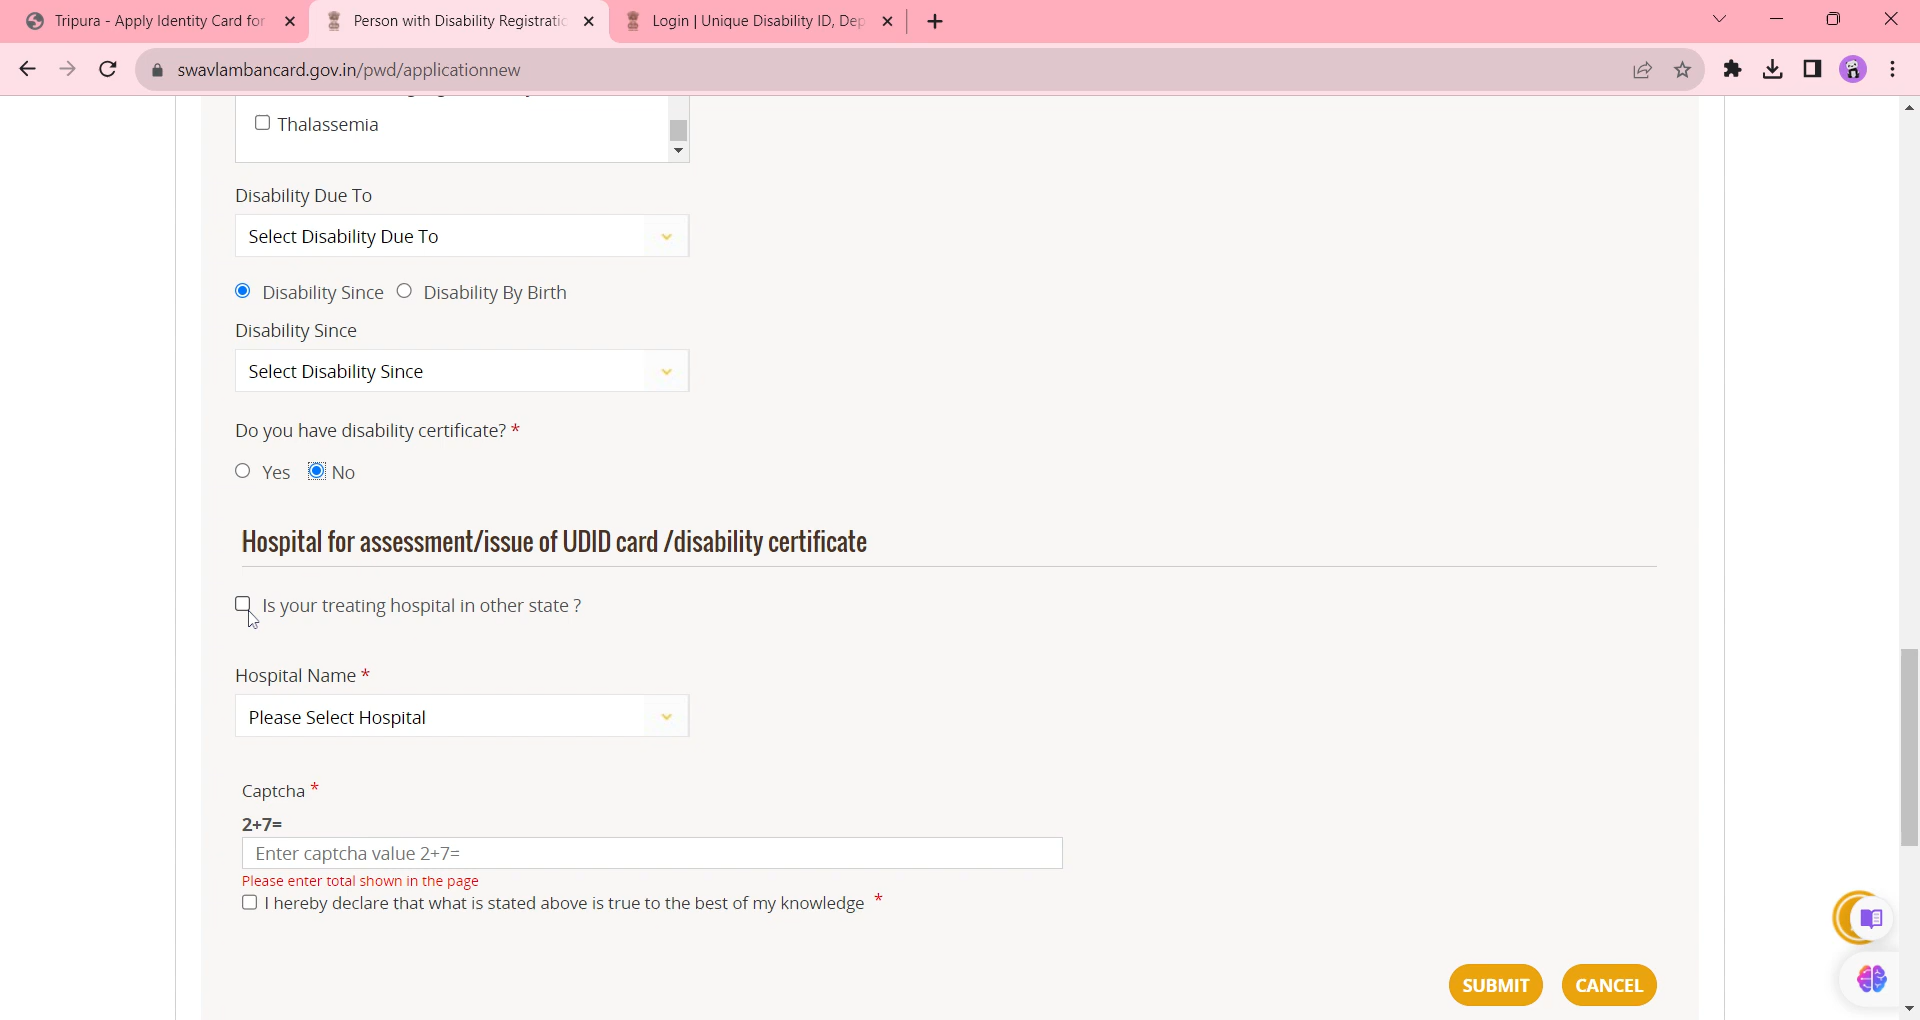 Tripura - Apply Identity Card for
Person with Disability Registratio
Login | Unique Disability ID, Dep
swavlambancard.gov.in/pwd/applicationnew
Thalassemia
Disability Due To
Select Disability Due To
Disability Since
Disability By Birth
Disability Since
Select Disability Since
Do you have disability certificate? *
Yes
No
Hospital for assessment/issue of UDID card /disability certificate
Is your treating hospital in other state ?
Hospital Name *
Please Select Hospital
Captcha *
2+7=
Enter captcha value 2+7=
Please enter total shown in the page
I hereby declare that what is stated above is true to the best of my knowledge *
SUBMIT
CANCEL